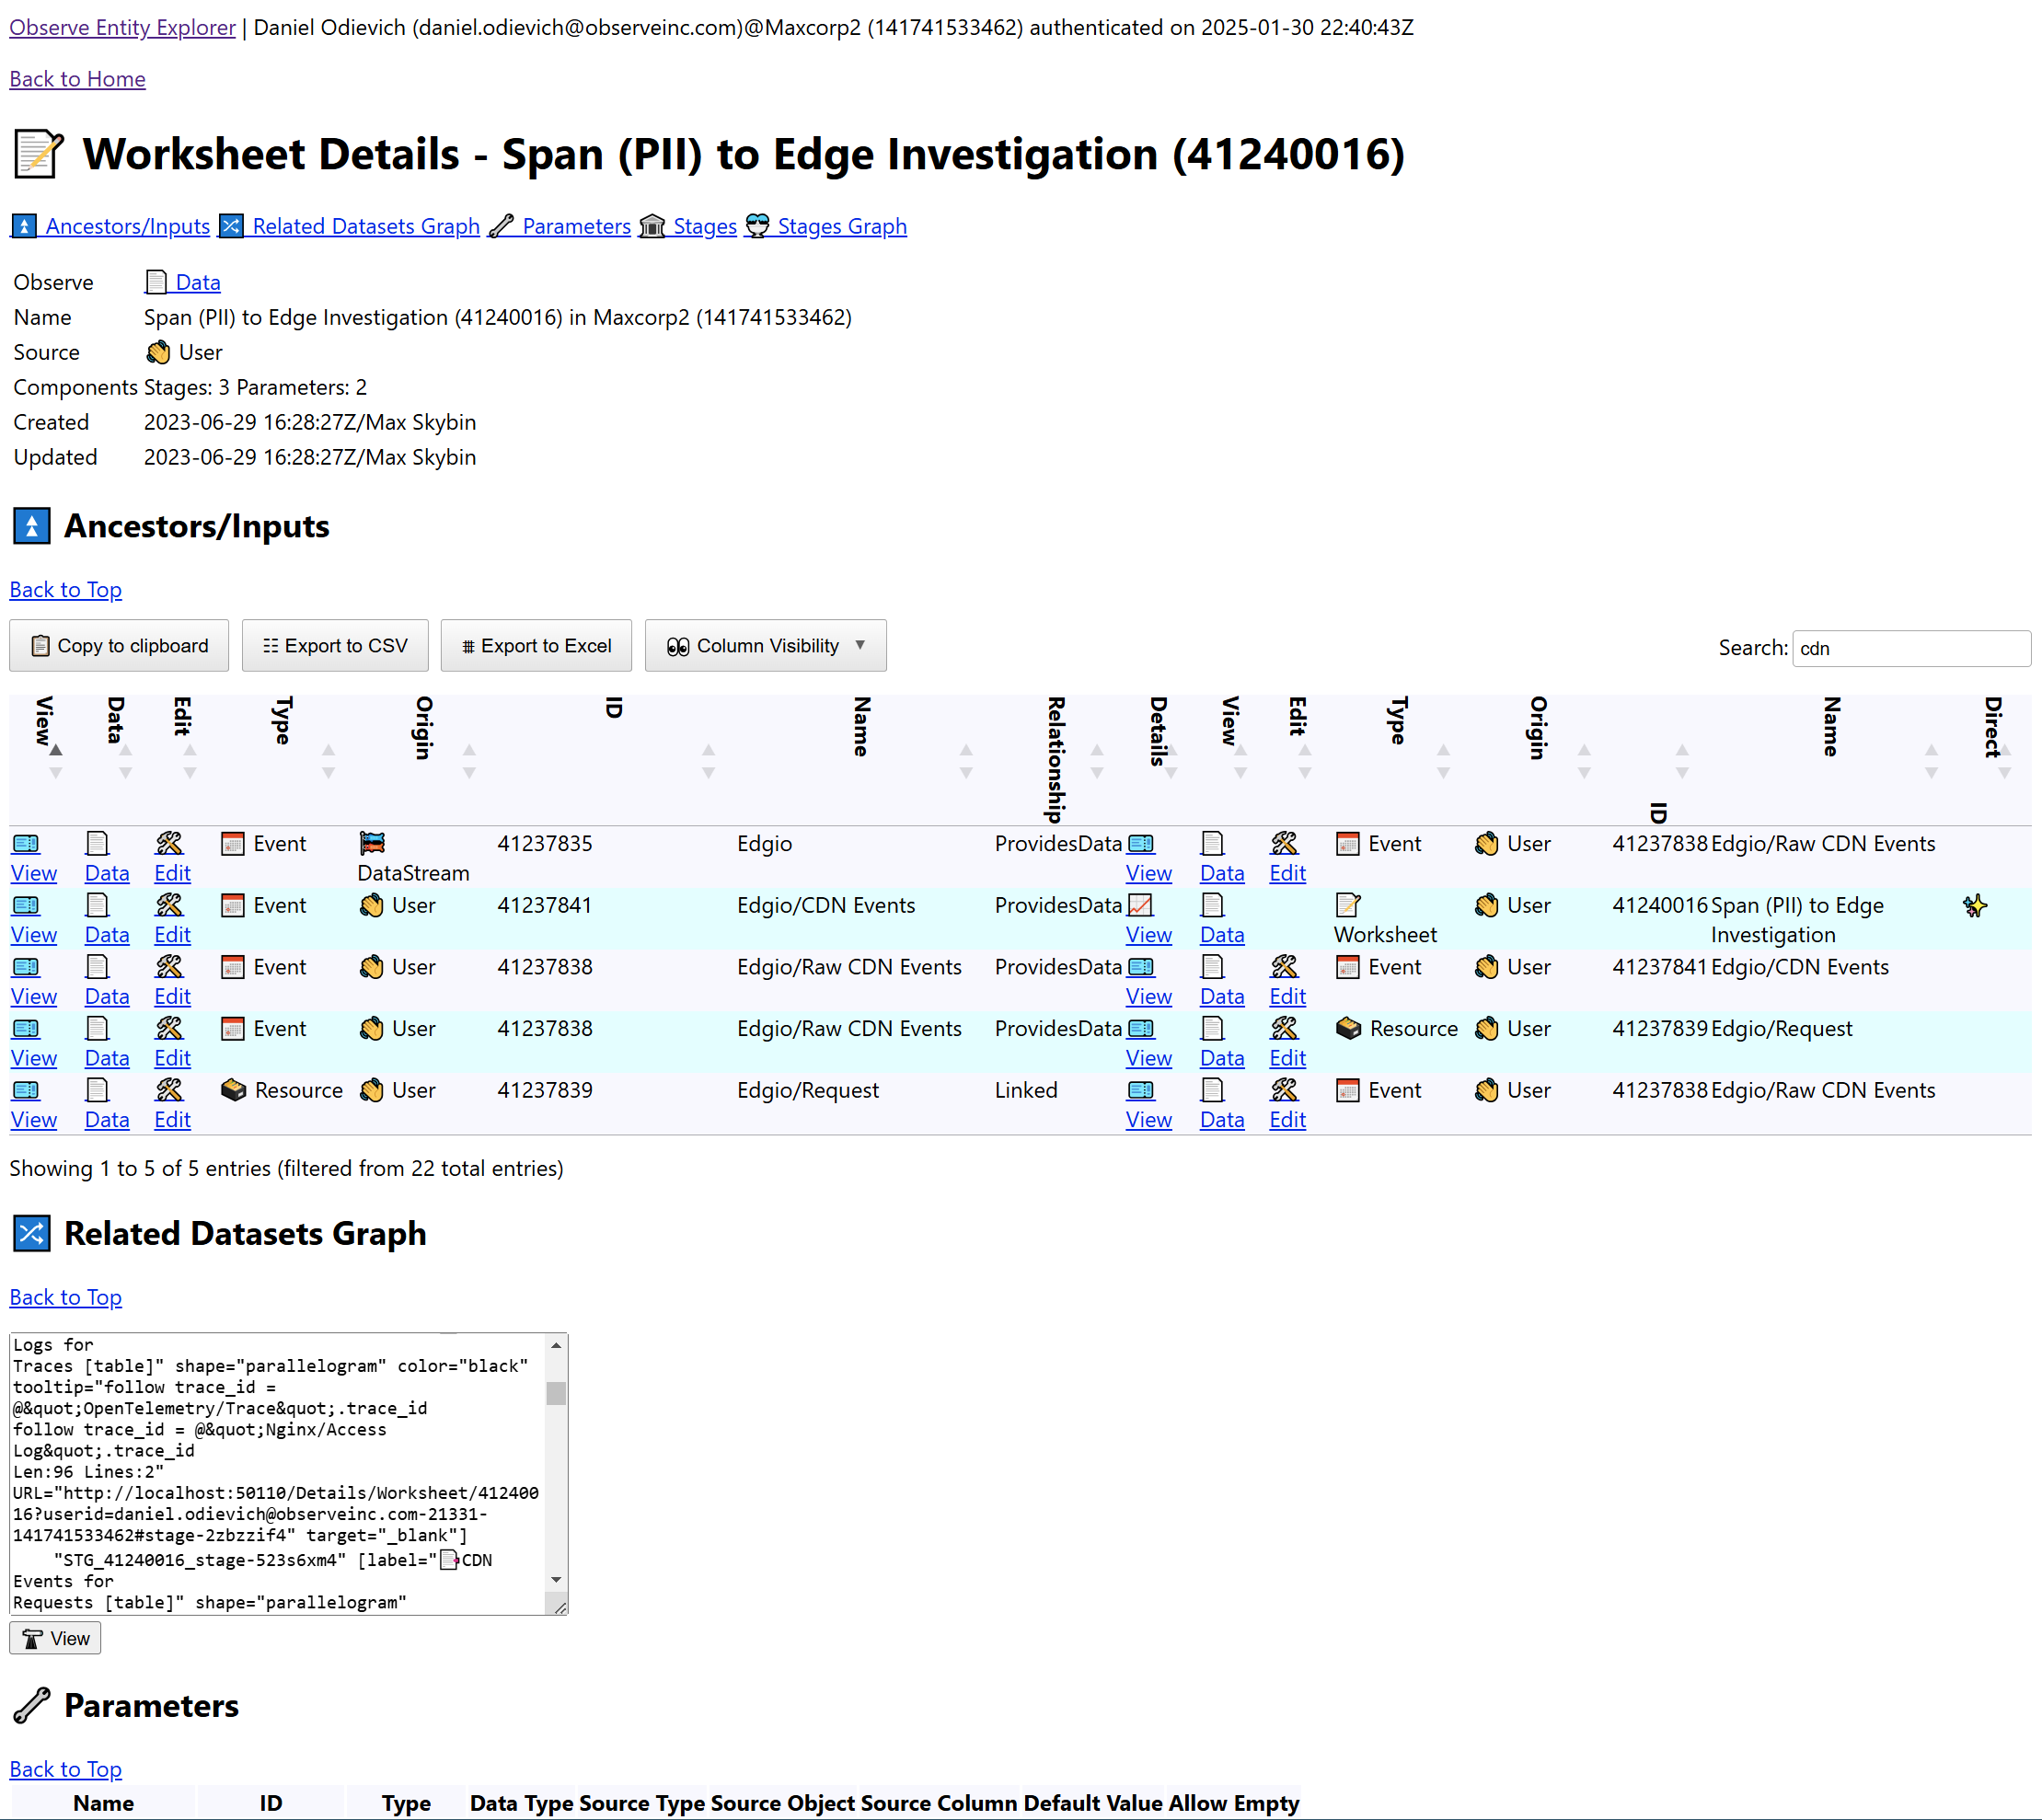 Observe Entity Explorer | Daniel Odievich (daniel.odievich@observeinc.com)@Maxcorp2 (141741533462) authenticated on 2025-01-30 22:40:43Z
Back to Home
Worksheet Details - Span (PII) to Edge Investigation (41240016)
Ancestors/Inputs Related Datasets Graph Parameters Stages Stages Graph
Observe Data
Name Span (PII) to Edge Investigation (41240016) in Maxcorp2 (141741533462)
Source User
Components Stages: 3 Parameters: 2
Created 2023-06-29 16:28:27Z/Max Skybin
Updated 2023-06-29 16:28:27Z/Max Skybin
Ancestors/Inputs
Back to Top
Copy to clipboard Export to CSV Export to Excel Column Visibility Search: cdn
View Data Edit Type Origin ID Name Relationship Details View Edit Type Origin ID Name Direct
Event 41237835 Edgio ProvidesData Event User 41237838 Edgio/Raw CDN Events
View Data Edit DataStream View Data Edit
Event User 41237841 Edgio/CDN Events ProvidesData User 41240016 Span (PII) to Edge
View Data Edit View Data Worksheet Investigation
Event User 41237838 Edgio/Raw CDN Events ProvidesData Event User 41237841 Edgio/CDN Events
View Data Edit View Data Edit
Event User 41237838 Edgio/Raw CDN Events ProvidesData Resource User 41237839 Edgio/Request
View Data Edit View Data Edit
Resource User 41237839 Edgio/Request Linked Event User 41237838 Edgio/Raw CDN Events
View Data Edit View Data Edit
Showing 1 to 5 of 5 entries (filtered from 22 total entries)
Related Datasets Graph
Back to Top
Logs for
Traces [table]" shape="parallelogram" color="black"
tooltip="follow trace_id =
@&quot;OpenTelemetry/Trace&quot;.trace_id
follow trace_id = @&quot;Nginx/Access
Log&quot;.trace_id
Len:96 Lines:2"
URL="http://localhost:50110/Details/Worksheet/412400
16?userid=daniel.odievich@observeinc.com-21331-
141741533462#stage-2zbzzif4" target="_blank"]
"STG_41240016_stage-523s6xm4" [label="CDN
Events for
Requests [table]" shape="parallelogram"
View
Parameters
Back to Top
Name ID Type Data Type Source Type Source Object Source Column Default Value Allow Empty